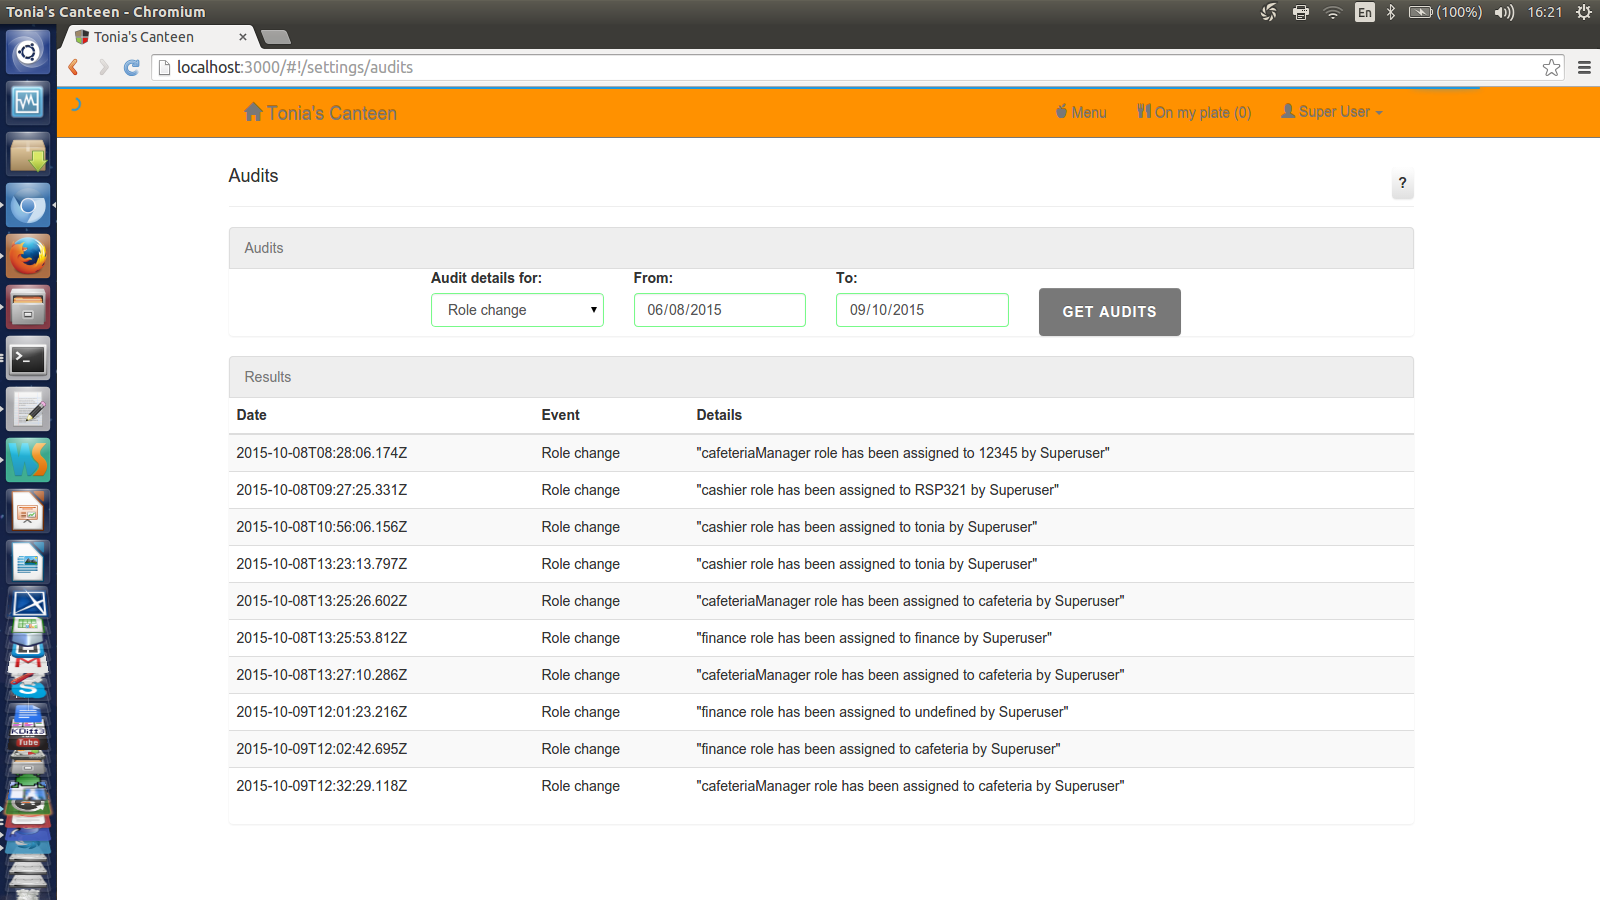 Tonia's Canteen - Chromium
En
(100%)
16:21
Tonia's Canteen
localhost:3000/#!/settings/audits
Tonia's Canteen
Menu
On my plate (0)
Super User
Audits
?
Audits
Audit details for:
From:
To:
Role change
06/08/2015
09/10/2015
GET AUDITS
Results
Date Event Details
2015-10-08T08:28:06.174Z Role change "cafeteriaManager role has been assigned to 12345 by Superuser"
2015-10-08T09:27:25.331Z Role change "cashier role has been assigned to RSP321 by Superuser"
2015-10-08T10:56:06.156Z Role change "cashier role has been assigned to tonia by Superuser"
2015-10-08T13:23:13.797Z Role change "cashier role has been assigned to tonia by Superuser"
2015-10-08T13:25:26.602Z Role change "cafeteriaManager role has been assigned to cafeteria by Superuser"
2015-10-08T13:25:53.812Z Role change "finance role has been assigned to finance by Superuser"
2015-10-08T13:27:10.286Z Role change "cafeteriaManager role has been assigned to cafeteria by Superuser"
2015-10-09T12:01:23.216Z Role change "finance role has been assigned to undefined by Superuser"
2015-10-09T12:02:42.695Z Role change "finance role has been assigned to cafeteria by Superuser"
2015-10-09T12:32:29.118Z Role change "cafeteriaManager role has been assigned to cafeteria by Superuser"
WS
Tube